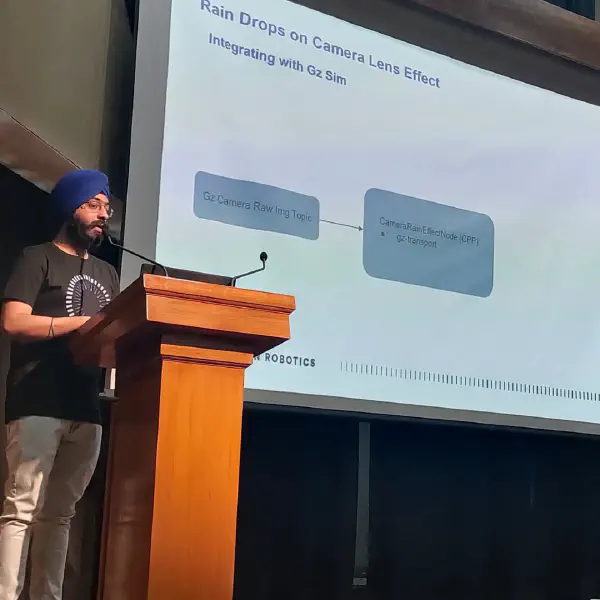 Rain Drops on Camera Lens Effect
Integrating with Gz Sim
Gz Camera Raw Img Topic
CameraRainEffectNode (CPP)
gz-transport
N ROBOTICS